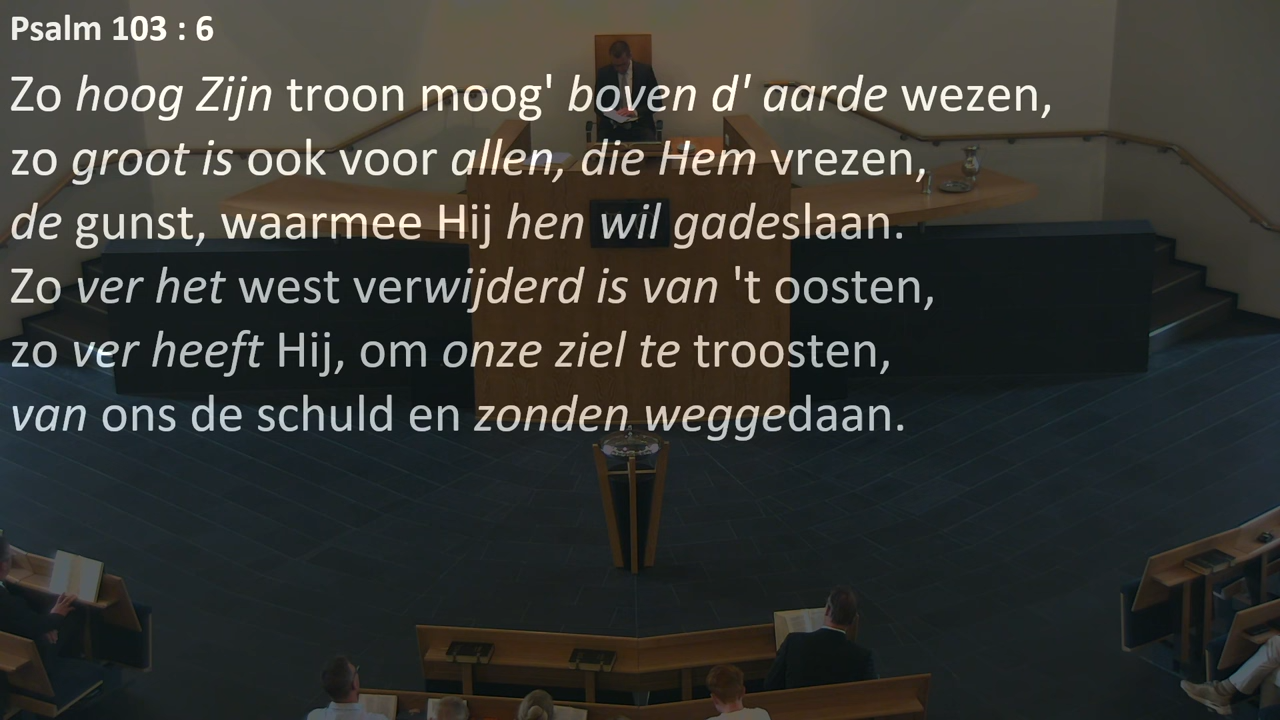 Psalm 103 : 6
Zo hoog Zijn troon moog' boven d' aarde wezen,
zo groot is ook voor allen, die Hem vrezen,
de gunst, waarmee Hij hen wil gadeslaan.
Zo ver het west verwijderd is van 't oosten,
zo ver heeft Hij, om onze ziel te troosten,
van ons de schuld en zonden weggedaan.